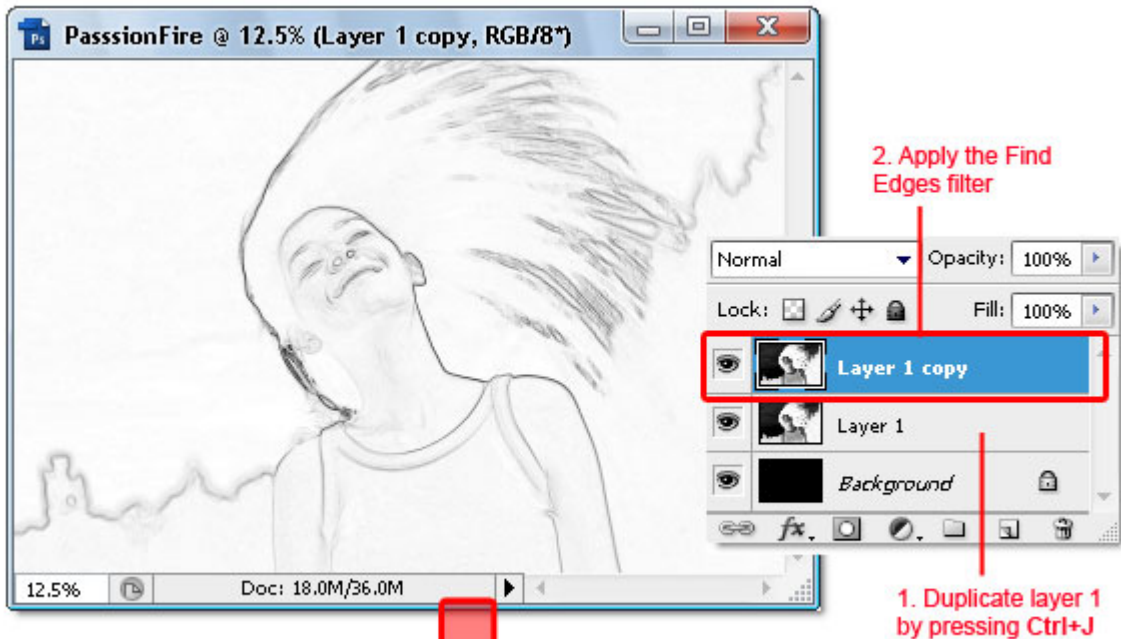 Ps PasssionFire @ 12.5% (Layer 1 copy, RGB/8*)
2. Apply the Find
Edges filter
Normal Opacity: 100%
Lock: Fill: 100%
Layer 1 copy
Layer 1
Background
fx.
12.5% Doc: 18.0M/36.0M
1. Duplicate layer 1
by pressing Ctrl+J